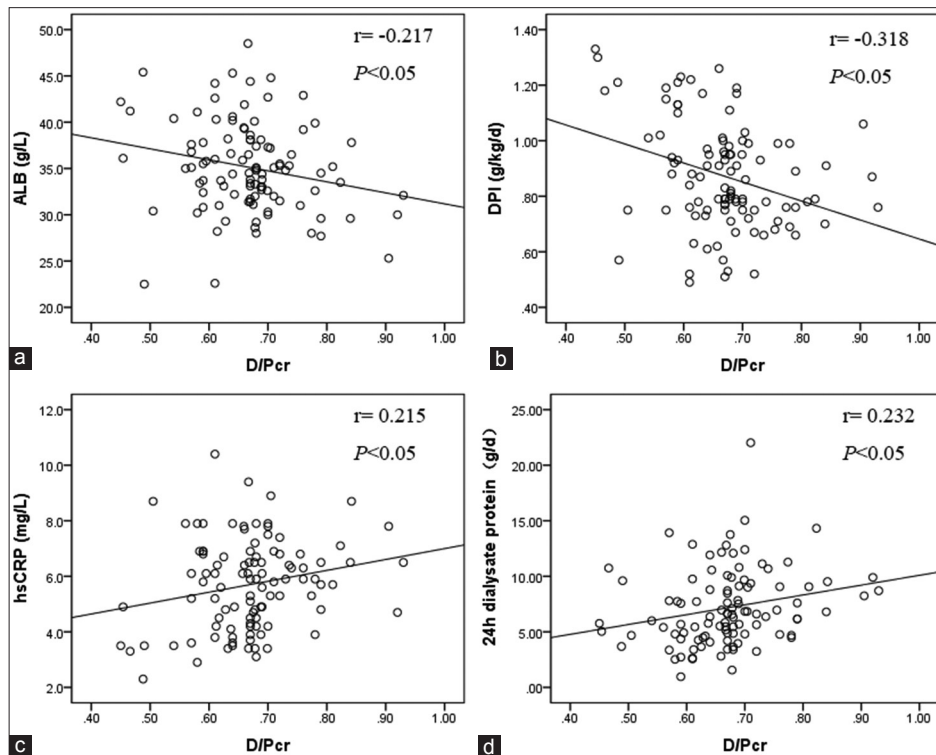 50.0
45.0
40.0
35.0
30.0
25.0
20.0
ALB (g/L)
r= -0.217
P<0.05
.40 .50 .60 .70 .80 .90 1.00
D/Pcr
a
1.40
1.20
1.00
.80
.60
.40
DPI (g/kg/d)
r= -0.318
P<0.05
.40 .50 .60 .70 .80 .90 1.00
D/Pcr
b
12.0
10.0
8.0
6.0
4.0
2.0
hsCRP (mg/L)
r= 0.215
P<0.05
.40 .50 .60 .70 .80 .90 1.00
D/Pcr
c
25.00
20.00
15.00
10.00
5.00
.00
24h dialysate protein（g/d）
r= 0.232
P<0.05
.40 .50 .60 .70 .80 .90 1.00
D/Pcr
d